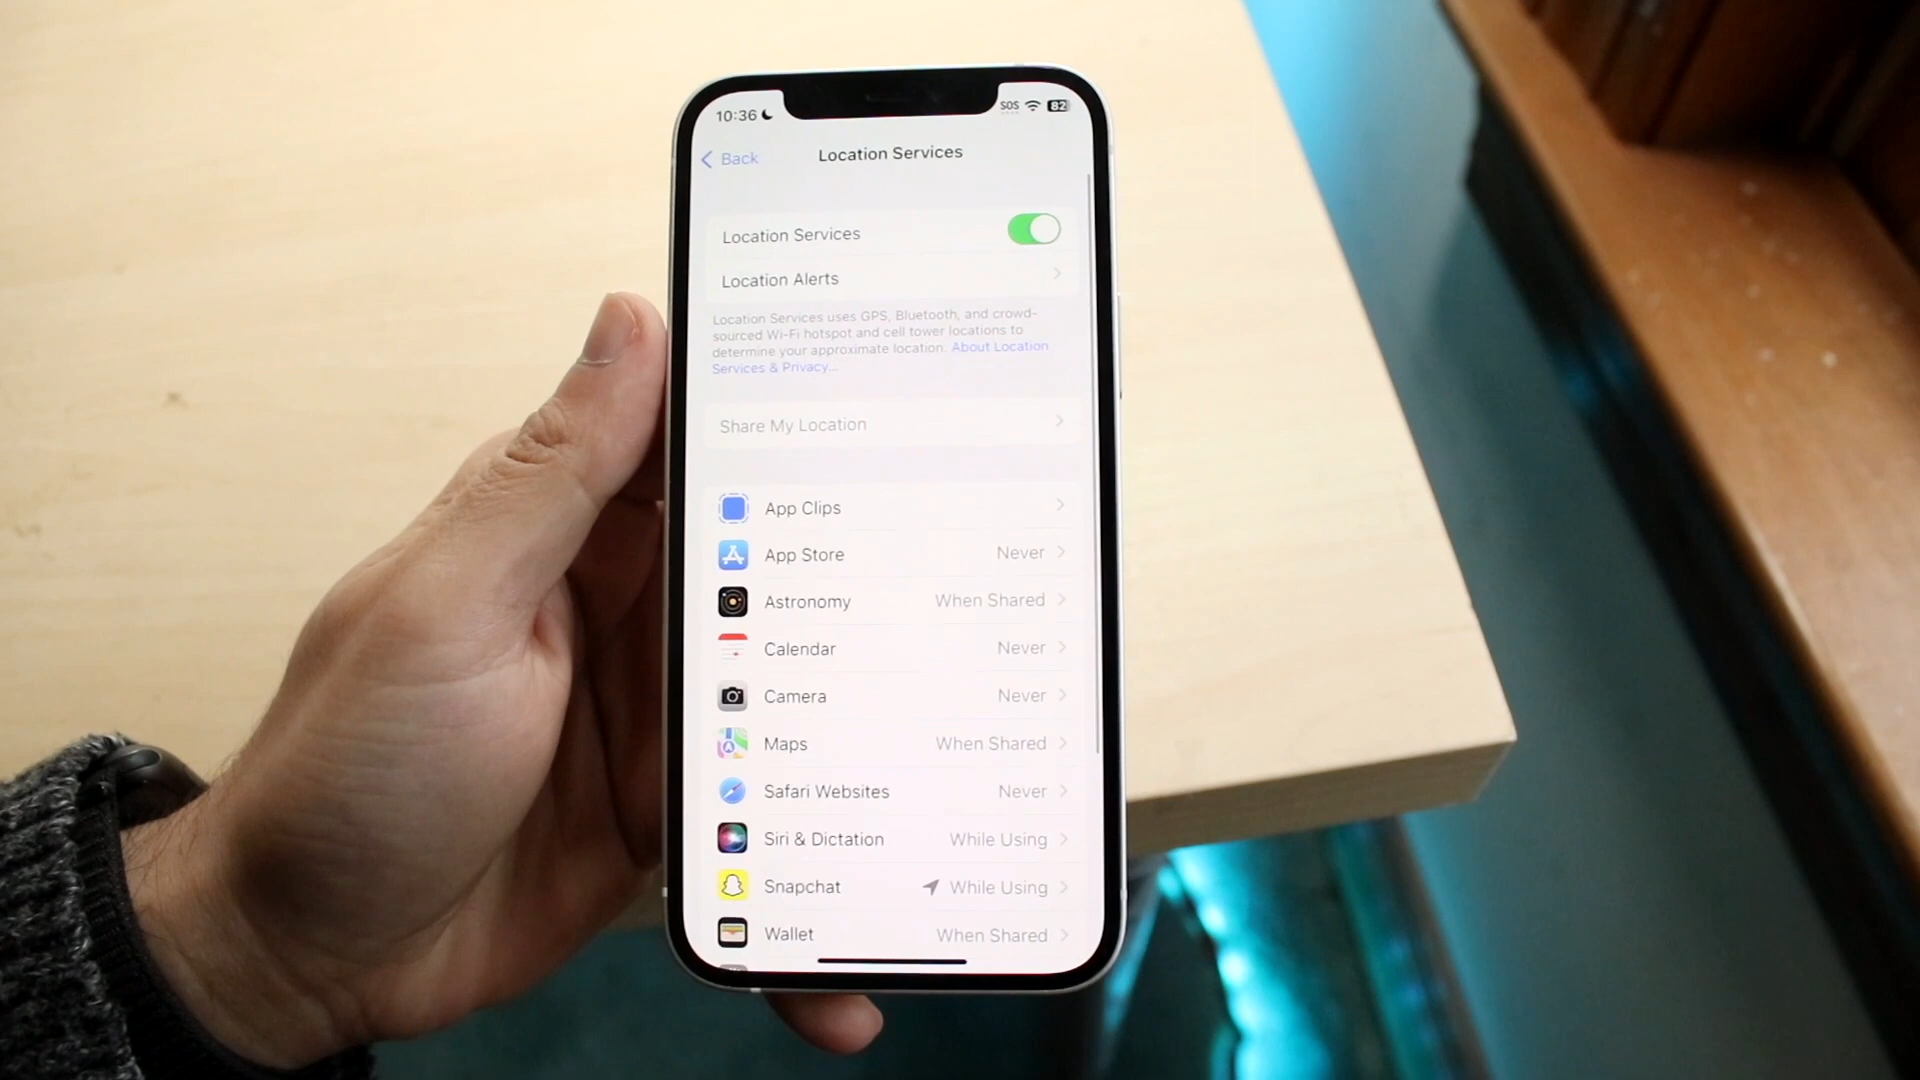 10:36 SOS 82
Back Location Services
Location Services
Location Alerts
Location Services uses GPS, Bluetooth, and crowd-
sourced Wi-Fi hotspot and cell tower locations to
determine your approximate location. About Location
Services & Privacy...
Share My Location
App Clips
App Store Never
Astronomy When Shared
Calendar Never
Camera Never
Maps When Shared
Safari Websites Never
Siri & Dictation While Using
Snapchat While Using
Wallet When Shared